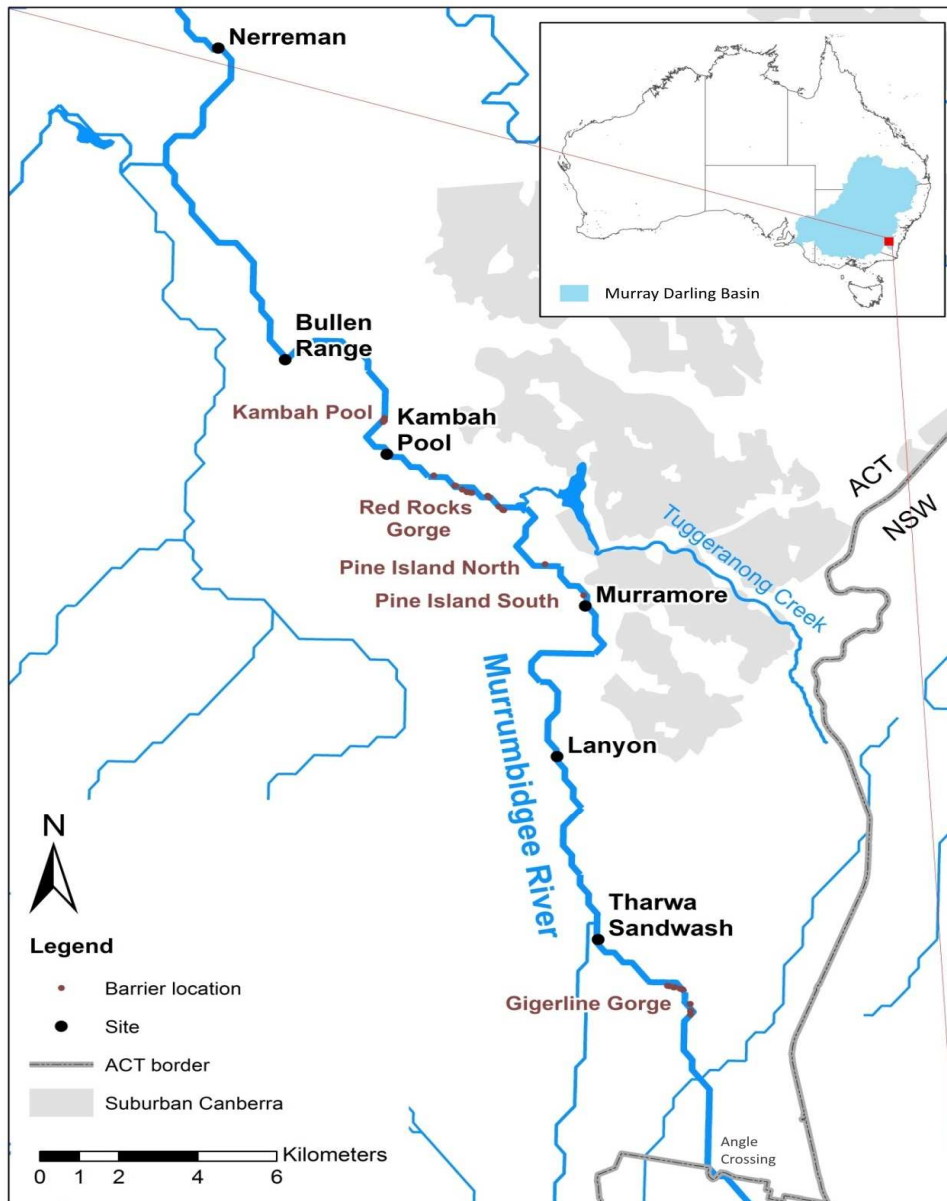 Nerreman
Murray Darling Basin
Bullen
Range
Kambah Pool
Kambah
Pool
ACT
NSW
Red Rocks
Gorge
Tuggeranong Creek
Pine Island North
Pine Island South
Murramore
Murrumbidgee River
Lanyon
N
Tharwa
Sandwash
Legend
Barrier location
Gigerline Gorge
Site
ACT border
Suburban Canberra
Angle
Crossing
Kilometers
0 1 2 4 6